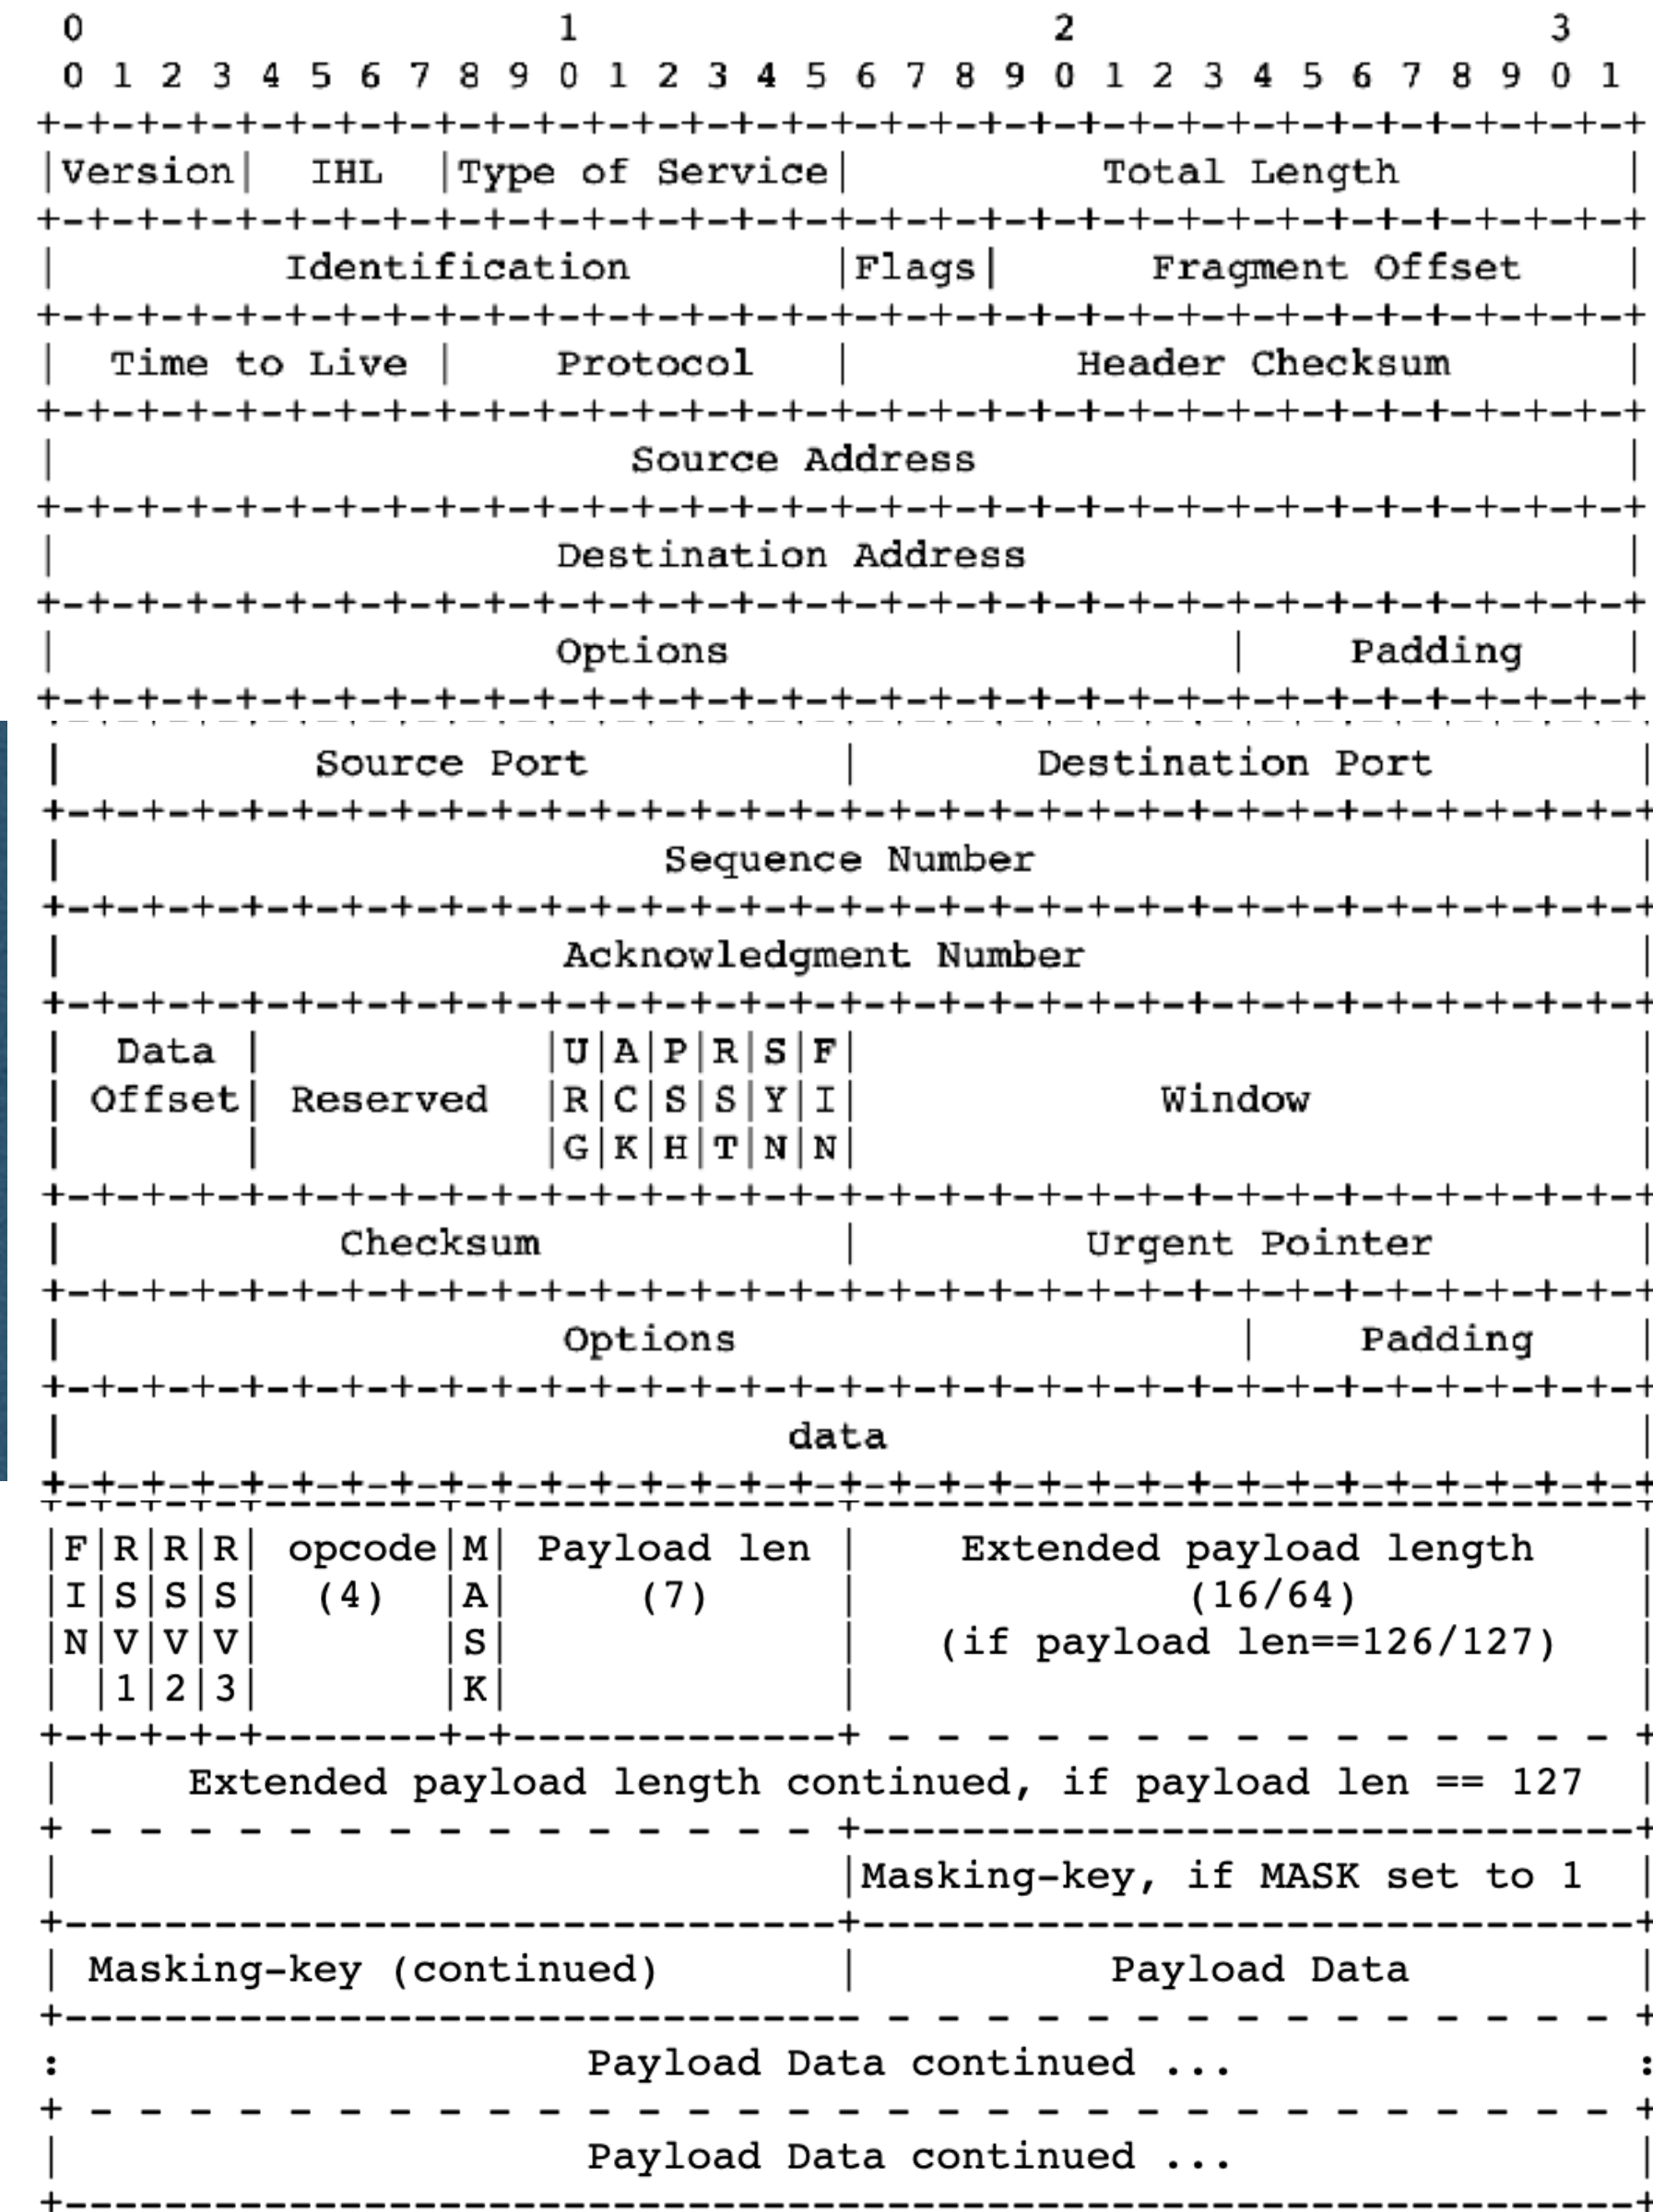 0 1 2 3
0 1 2 3 4 5 6 7 8 9 0 1 2 3 4 5 6 7 8 9 0 1 2 3 4 5 6 7 8 9 0 1
+-+-+-+-+-+-+-+-+-+-+-+-+-+-+-+-+-+-+-+-+-+-+-+-+-+-+-+-+-+-+-+-+
|Version| IHL |Type of Service| Total Length |
+-+-+-+-+-+-+-+-+-+-+-+-+-+-+-+-+-+-+-+-+-+-+-+-+-+-+-+-+-+-+-+-+
| Identification |Flags| Fragment Offset |
+-+-+-+-+-+-+-+-+-+-+-+-+-+-+-+-+-+-+-+-+-+-+-+-+-+-+-+-+-+-+-+-+
| Time to Live | Protocol | Header Checksum |
+-+-+-+-+-+-+-+-+-+-+-+-+-+-+-+-+-+-+-+-+-+-+-+-+-+-+-+-+-+-+-+-+
| Source Address |
+-+-+-+-+-+-+-+-+-+-+-+-+-+-+-+-+-+-+-+-+-+-+-+-+-+-+-+-+-+-+-+-+
| Destination Address |
+-+-+-+-+-+-+-+-+-+-+-+-+-+-+-+-+-+-+-+-+-+-+-+-+-+-+-+-+-+-+-+-+
| Options | Padding |
+-+-+-+-+-+-+-+-+-+-+-+-+-+-+-+-+-+-+-+-+-+-+-+-+-+-+-+-+-+-+-+-+
| Source Port | Destination Port |
+-+-+-+-+-+-+-+-+-+-+-+-+-+-+-+-+-+-+-+-+-+-+-+-+-+-+-+-+-+-+-+-+
| Sequence Number |
+-+-+-+-+-+-+-+-+-+-+-+-+-+-+-+-+-+-+-+-+-+-+-+-+-+-+-+-+-+-+-+-+
| Acknowledgment Number |
+-+-+-+-+-+-+-+-+-+-+-+-+-+-+-+-+-+-+-+-+-+-+-+-+-+-+-+-+-+-+-+-+
| Data | |U|A|P|R|S|F| |
| Offset| Reserved |R|C|S|S|Y|I| Window |
| | |G|K|H|T|N|N| |
+-+-+-+-+-+-+-+-+-+-+-+-+-+-+-+-+-+-+-+-+-+-+-+-+-+-+-+-+-+-+-+-+
| Checksum | Urgent Pointer |
+-+-+-+-+-+-+-+-+-+-+-+-+-+-+-+-+-+-+-+-+-+-+-+-+-+-+-+-+-+-+-+-+
| Options | Padding |
+-+-+-+-+-+-+-+-+-+-+-+-+-+-+-+-+-+-+-+-+-+-+-+-+-+-+-+-+-+-+-+-+
| data |
+-+-+-+-+-+-+-+-+-+-+-+-+-+-+-+-+-+-+-+-+-+-+-+-+-+-+-+-+-+-+-+-+
+-+-+-+-+-------+-+-------------+-------------------------------+
|F|R|R|R| opcode|M| Payload len | Extended payload length |
|I|S|S|S| (4) |A| (7) | (16/64) |
|N|V|V|V| |S| | (if payload len==126/127) |
| |1|2|3| |K| | |
+-+-+-+-+-------+-+-------------+ - - - - - - - - - - - - - - - +
| Extended payload length continued, if payload len == 127 |
+ - - - - - - - - - - - - - - - +-------------------------------+
| |Masking-key, if MASK set to 1 |
+-------------------------------+-------------------------------+
| Masking-key (continued) | Payload Data |
+-------------------------------- - - - - - - - - - - - - - - - +
: Payload Data continued ... :
+ - - - - - - - - - - - - - - - - - - - - - - - - - - - - - - - +
| Payload Data continued ... |
+---------------------------------------------------------------+